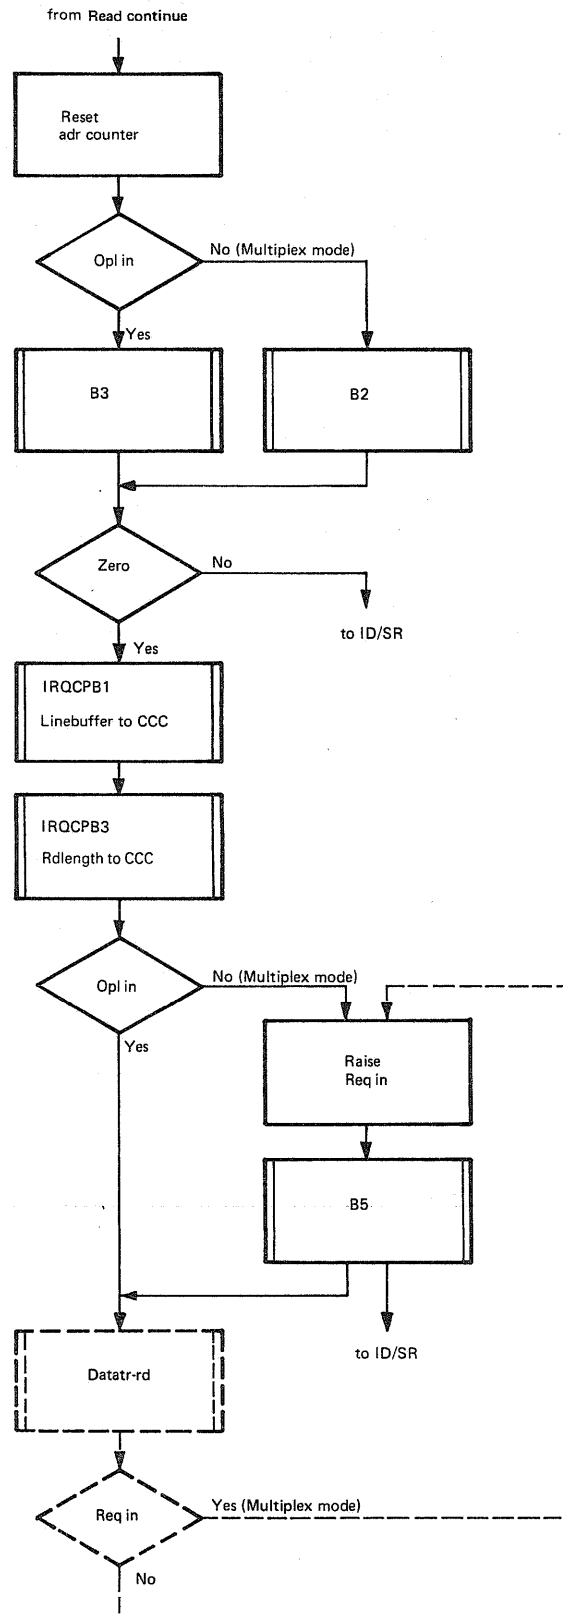 from Read continue
Reset
adr counter
Opl in
No (Multiplex mode)
Yes
B3
B2
Zero
No
to ID/SR
Yes
IRQCPB1
Linebuffer to CCC
IRQCPB3
Rdlength to CCC
Opl in
No (Multiplex mode)
Yes
Raise
Req in
B5
to ID/SR
Datatr-rd
Req in
Yes (Multiplex mode)
No